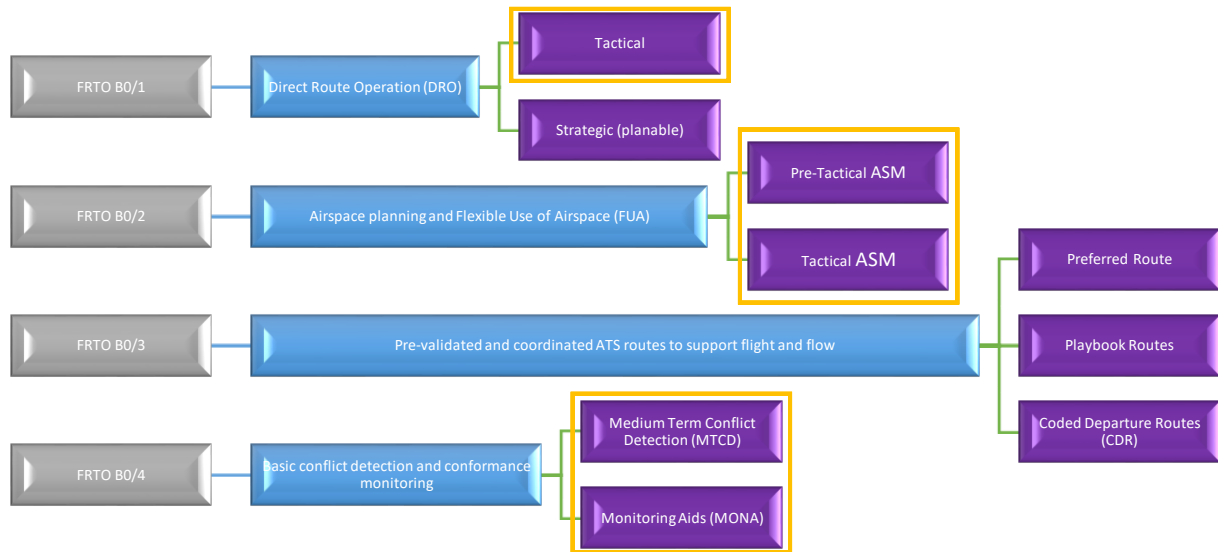 Tactical
FRTO B0/1
Direct Route Operation (DRO)
Strategic (planable)
Pre-Tactical ASM
FRTO B0/2
Airspace planning and Flexible Use of Airspace (FUA)
Tactical ASM
Preferred Route
FRTO B0/3
Pre-validated and coordinated ATS routes to support flight and flow
Playbook Routes
Coded Departure Routes
(CDR)
Medium Term Conflict
Detection (MTCD)
FRTO B0/4
Basic conflict detection and conformance
monitoring
Monitoring Aids (MONA)